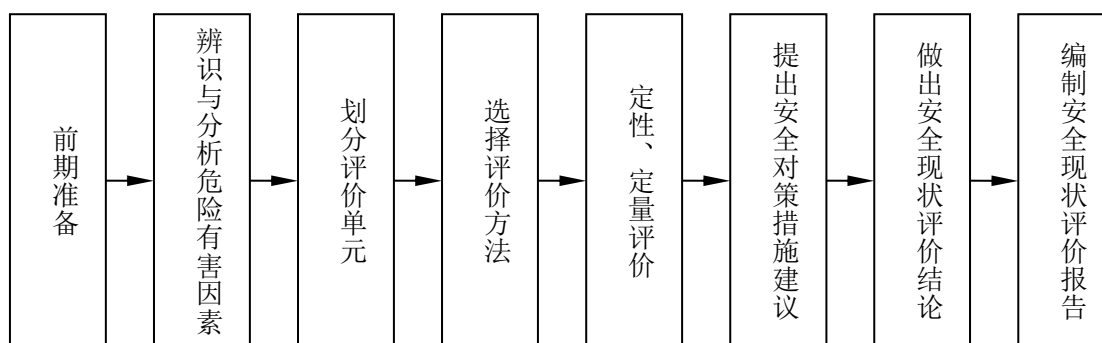 前期准备
辨识与分析危险有害因素
划分评价单元
选择评价方法
定性、定量评价
提出安全对策措施建议
做出安全现状评价结论
编制安全现状评价报告